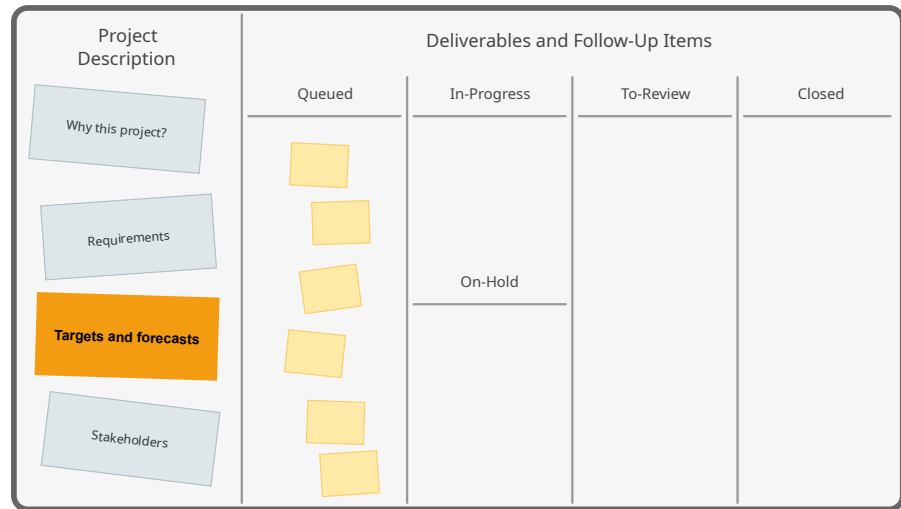 Project
Description
Deliverables and Follow-Up Items
Queued
In-Progress
To-Review
Closed
Why this project?
Requirements
On-Hold
Targets and forecasts
Stakeholders